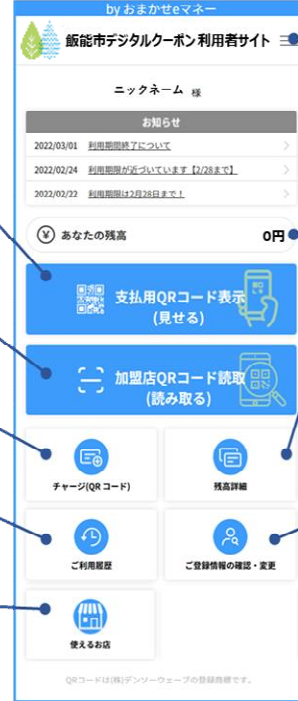 by おまかせeマネー
飯能市デジタルクーポン利用者サイト
ニックネーム 様
お知らせ
2022/03/01 利用期間終了について
2022/02/24 利用期限が近づいています【2/28まで】
2022/02/22 利用期限は2月28日まで！
あなたの残高 0円
支払用QRコード表示
(見せる)
加盟店QRコード読取
(読み取る)
チャージ(QRコード) 残高詳細
ご利用履歴 ご登録情報の確認・変更
使えるお店
QRコードは(株)デンソーウェーブの登録商標です。